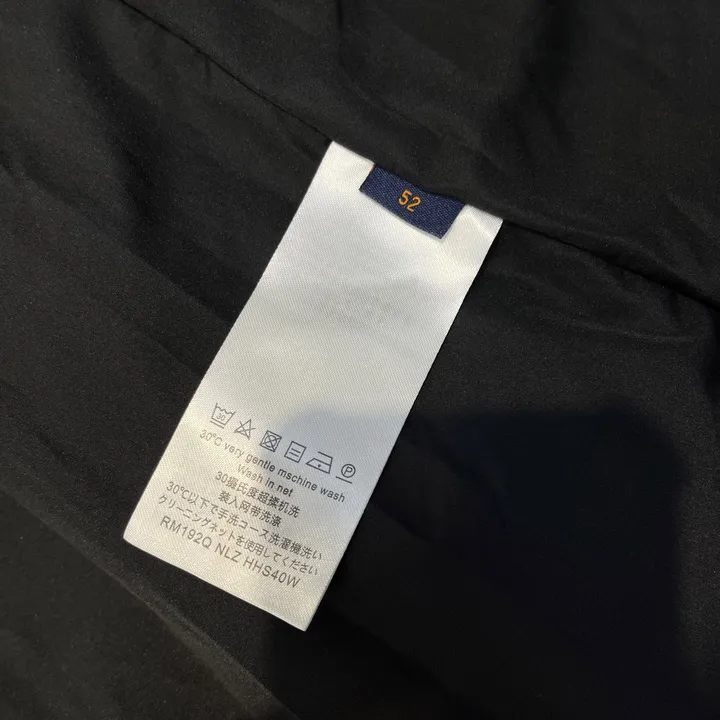 52
30
P
30°C very gentle mschine wash
Wash in net
30摄氏度超揉机洗
装入网带洗涤
30℃以下で手洗コース洗濯機洗い
クリーニングネットを使用してください
RM192Q NLZ HHS40W